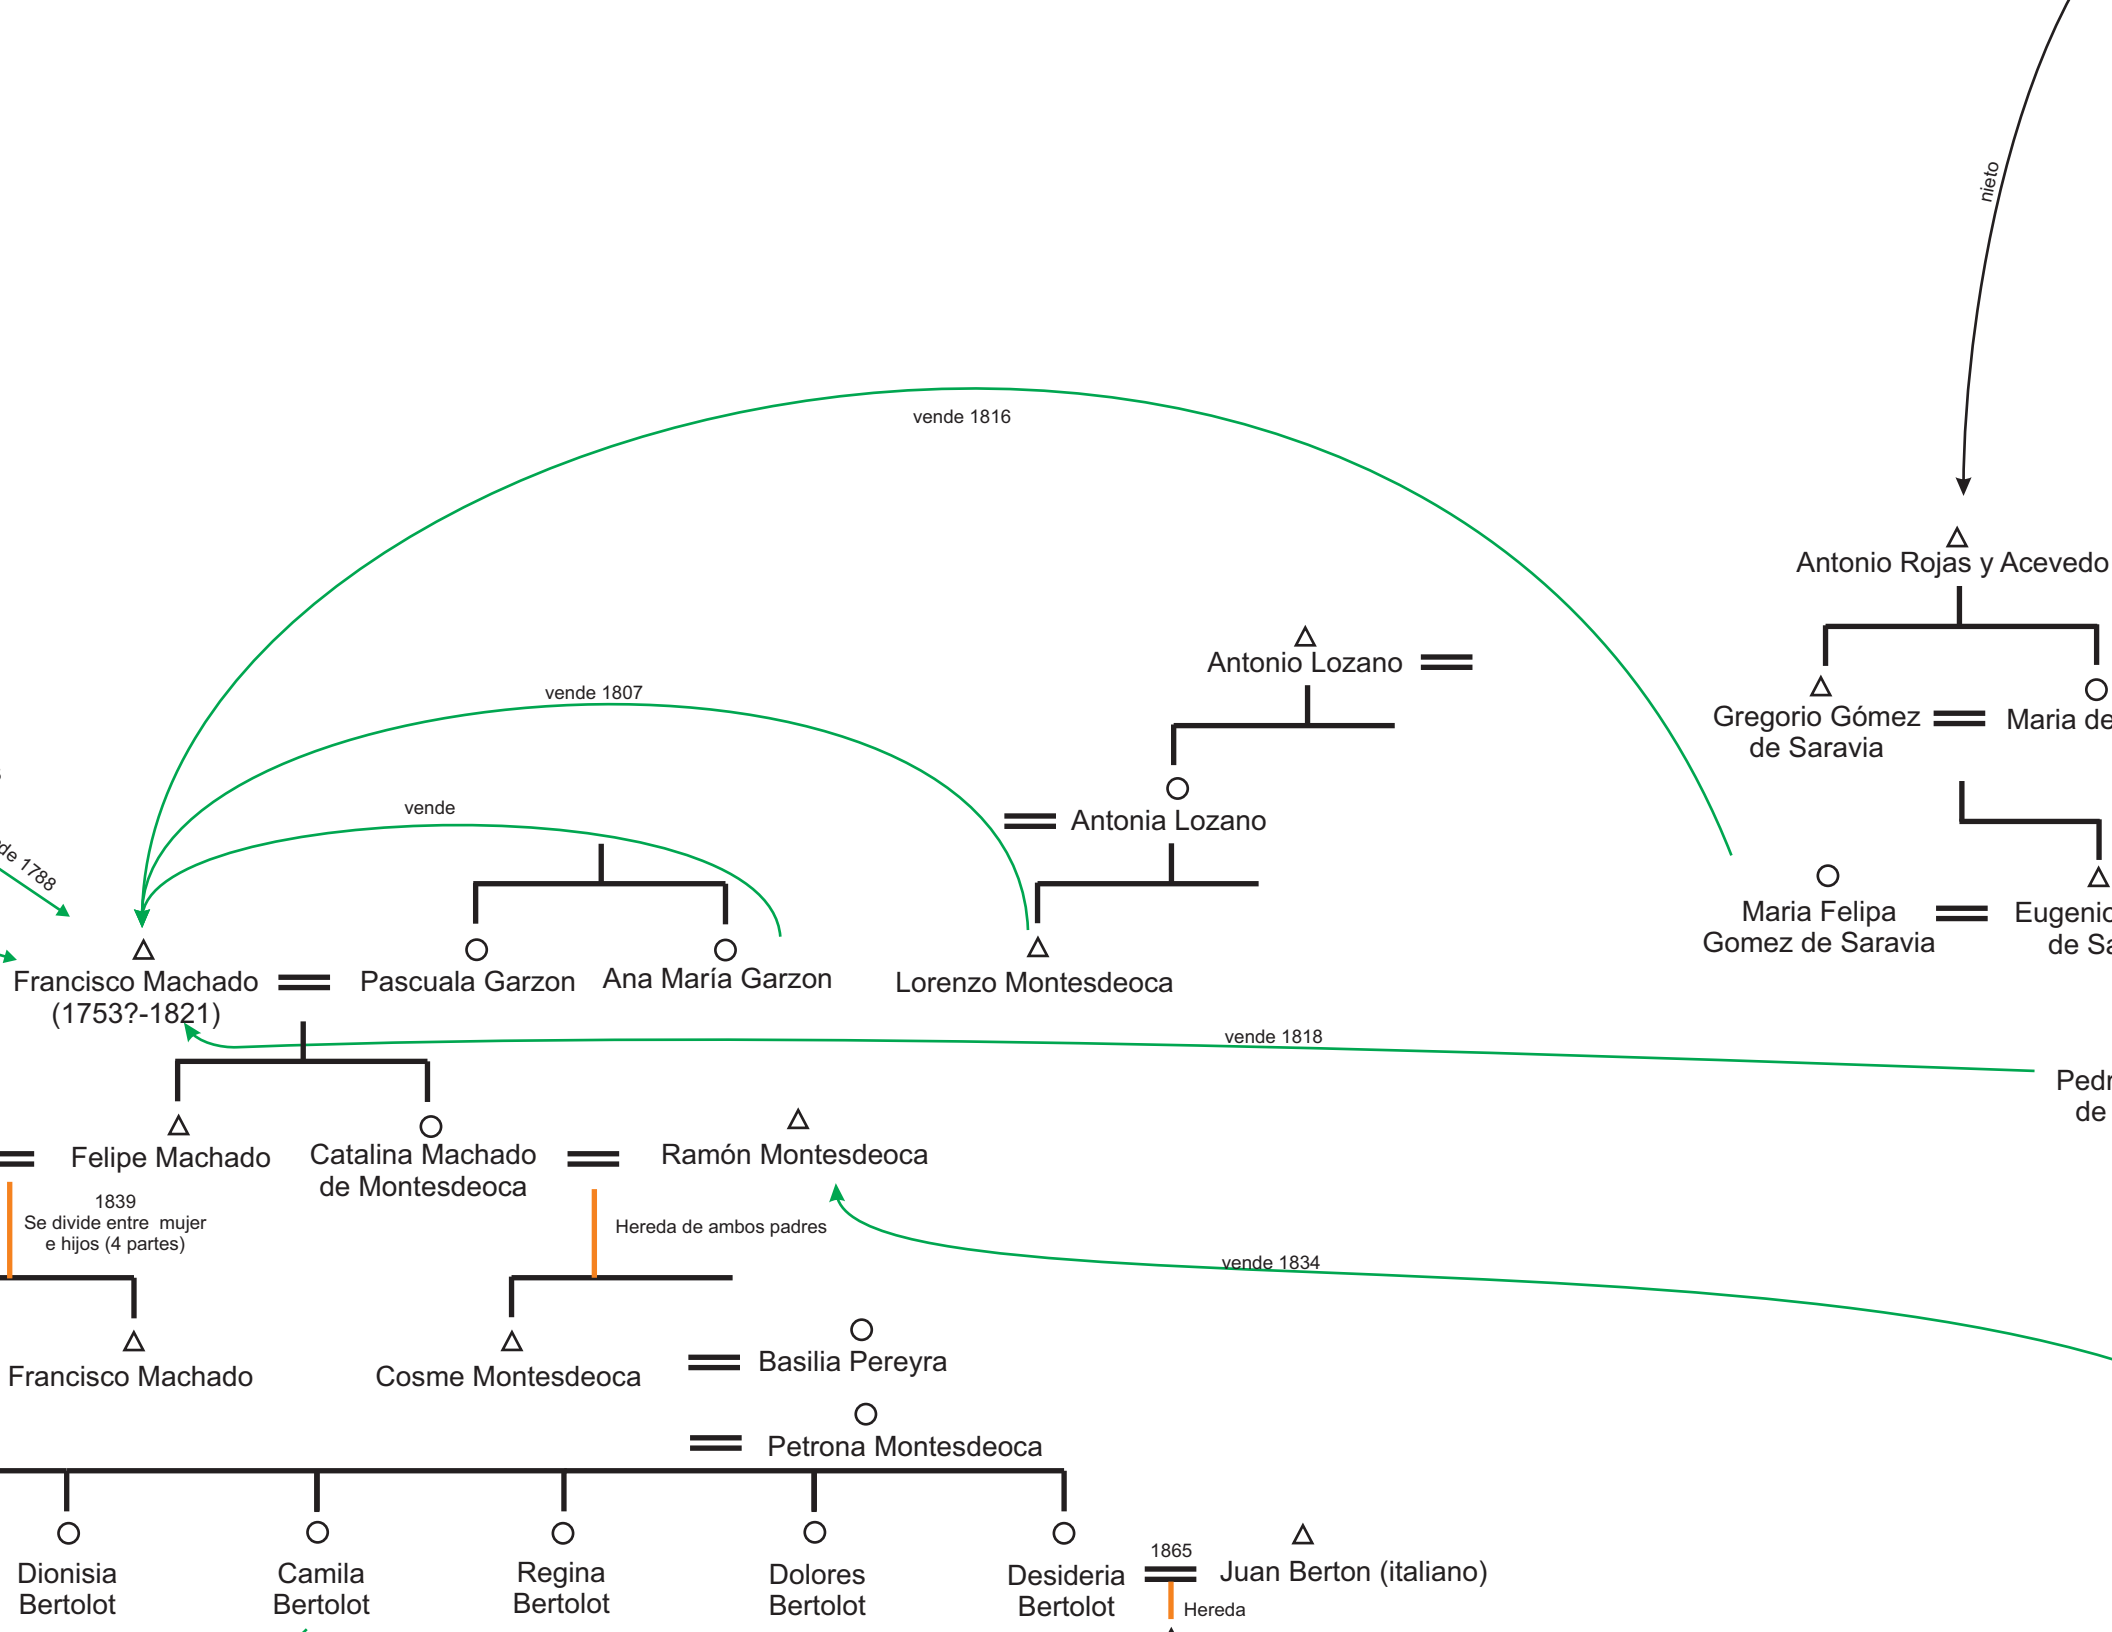 nieto
vende 1816
Antonio Rojas y Acevedo
Antonio Lozano
vende 1807
Gregorio Gómez
de Saravia
Maria de
vende
Antonia Lozano
1788
Maria Felipa
Gomez de Saravia
Eugenio
de
Francisco Machado
(1753?-1821)
Pascuala Garzon
Ana María Garzon
Lorenzo Montesdeoca
vende 1818
de
Felipe Machado
Catalina Machado
de Montesdeoca
Ramón Montesdeoca
1839
Se divide entre mujer
e hijos (4 partes)
Hereda de ambos padres
vende 1834
Francisco Machado
Cosme Montesdeoca
Basilia Pereyra
Petrona Montesdeoca
Dionisia
Bertolot
Camila
Bertolot
Regina
Bertolot
Dolores
Bertolot
Desideria
Bertolot
1865
Juan Berton (italiano)
Hereda